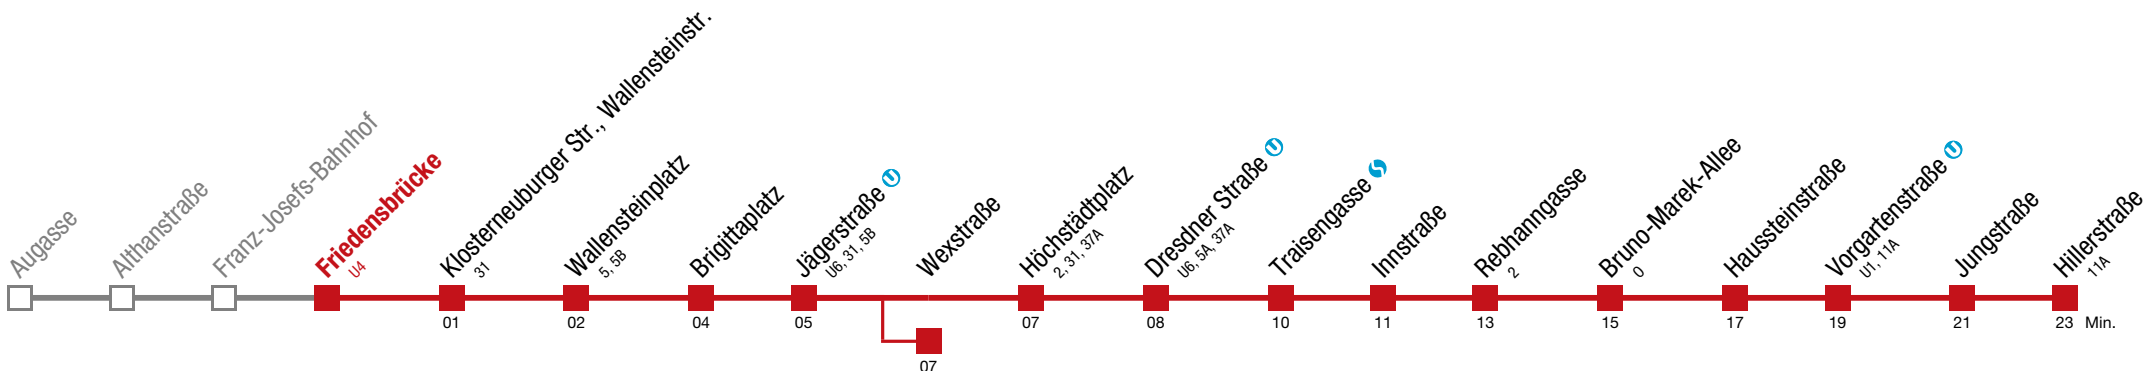 Augasse
Althanstraße
Franz-Josefs-Bahnhof
Friedensbrücke
U4
Klosterneuburger Str., Wallensteinstr.
31
Wallensteinplatz
5, 5B
Brigittaplatz
Jägerstraße
U6, 31, 5B
Wexstraße
Höchstädtplatz
2, 31, 37A
Dresdner Straße
U6, 5A, 37A
Traisengasse
Innstraße
Rebhanngasse
2
Bruno-Marek-Allee
0
Haussteinstraße
Vorgartenstraße
U1, 11A
Jungstraße
Hillerstraße
11A
01 02 04 05 07 08 10 11 13 15 17 19 21 23 Min.
07